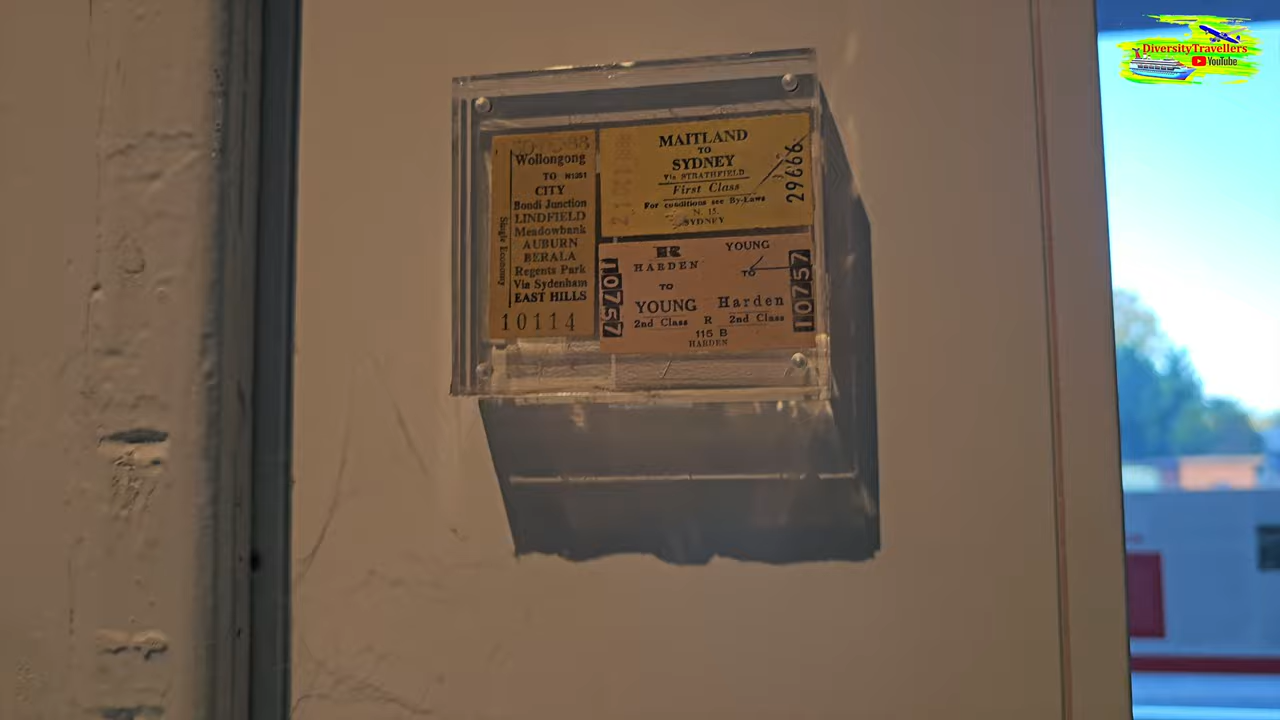 Wollongong
TO N1251
CITY
Bondi Junction
LINDFIELD
Meadowbank
AUBURN
BERALA
Regents Park
Via Sydenham
EAST HILLS
Single Economy
10114
MAITLAND
TO
SYDNEY
Via STRATHFIELD
First Class
For conditions see By-Laws
N. 15.
SYDNEY
29666
R YOUNG
HARDEN TO
TO
YOUNG Harden
2nd Class R 2nd Class
115 B
HARDEN
10757
10757
DiversityTravellers
YouTube